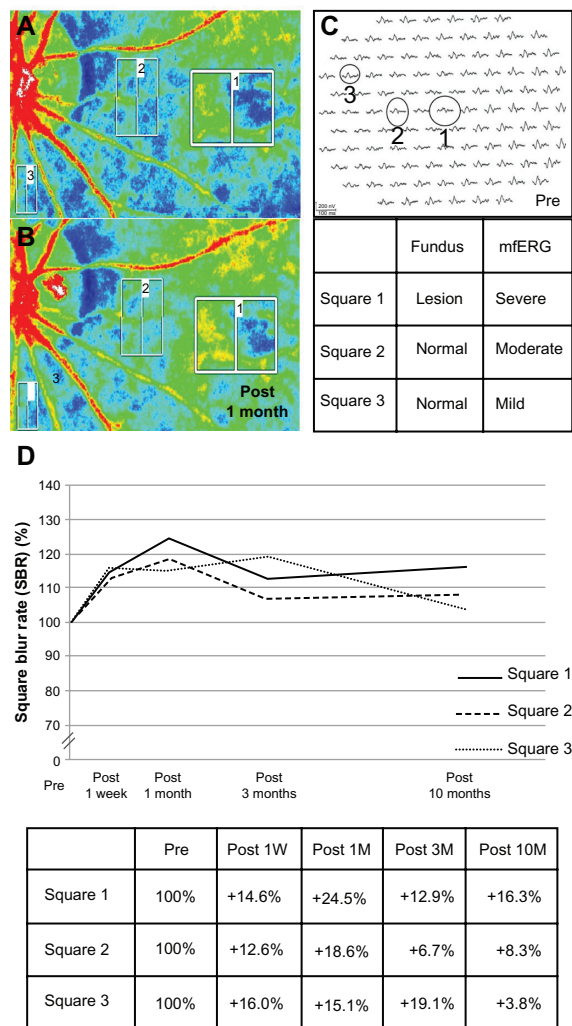 A
2
1
3
B
2
1
3
Post
1 month
C
3
2
1
200 nV
100 ms
Pre
Fundus mfERG
Square 1 Lesion Severe
Square 2 Normal Moderate
Square 3 Normal Mild
D
Square blur rate (SBR) (%)
140
130
120
110
100
90
80
70
0
Square 1
Square 2
Square 3
Pre Post 1 week Post 1 month Post 3 months Post 10 months
Pre Post 1W Post 1M Post 3M Post 10M
Square 1 100% +14.6% +24.5% +12.9% +16.3%
Square 2 100% +12.6% +18.6% +6.7% +8.3%
Square 3 100% +16.0% +15.1% +19.1% +3.8%